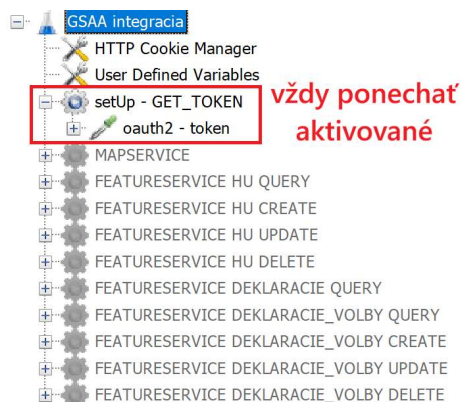 GSAA integracia
HTTP Cookie Manager
User Defined Variables
setUp - GET_TOKEN
oauth2 - token
vždy ponechať
aktivované
MAPSERVICE
FEATURESERVICE HU QUERY
FEATURESERVICE HU CREATE
FEATURESERVICE HU UPDATE
FEATURESERVICE HU DELETE
FEATURESERVICE DEKLARACIE QUERY
FEATURESERVICE DEKLARACIE_VOLBY QUERY
FEATURESERVICE DEKLARACIE_VOLBY CREATE
FEATURESERVICE DEKLARACIE_VOLBY UPDATE
FEATURESERVICE DEKLARACIE_VOLBY DELETE